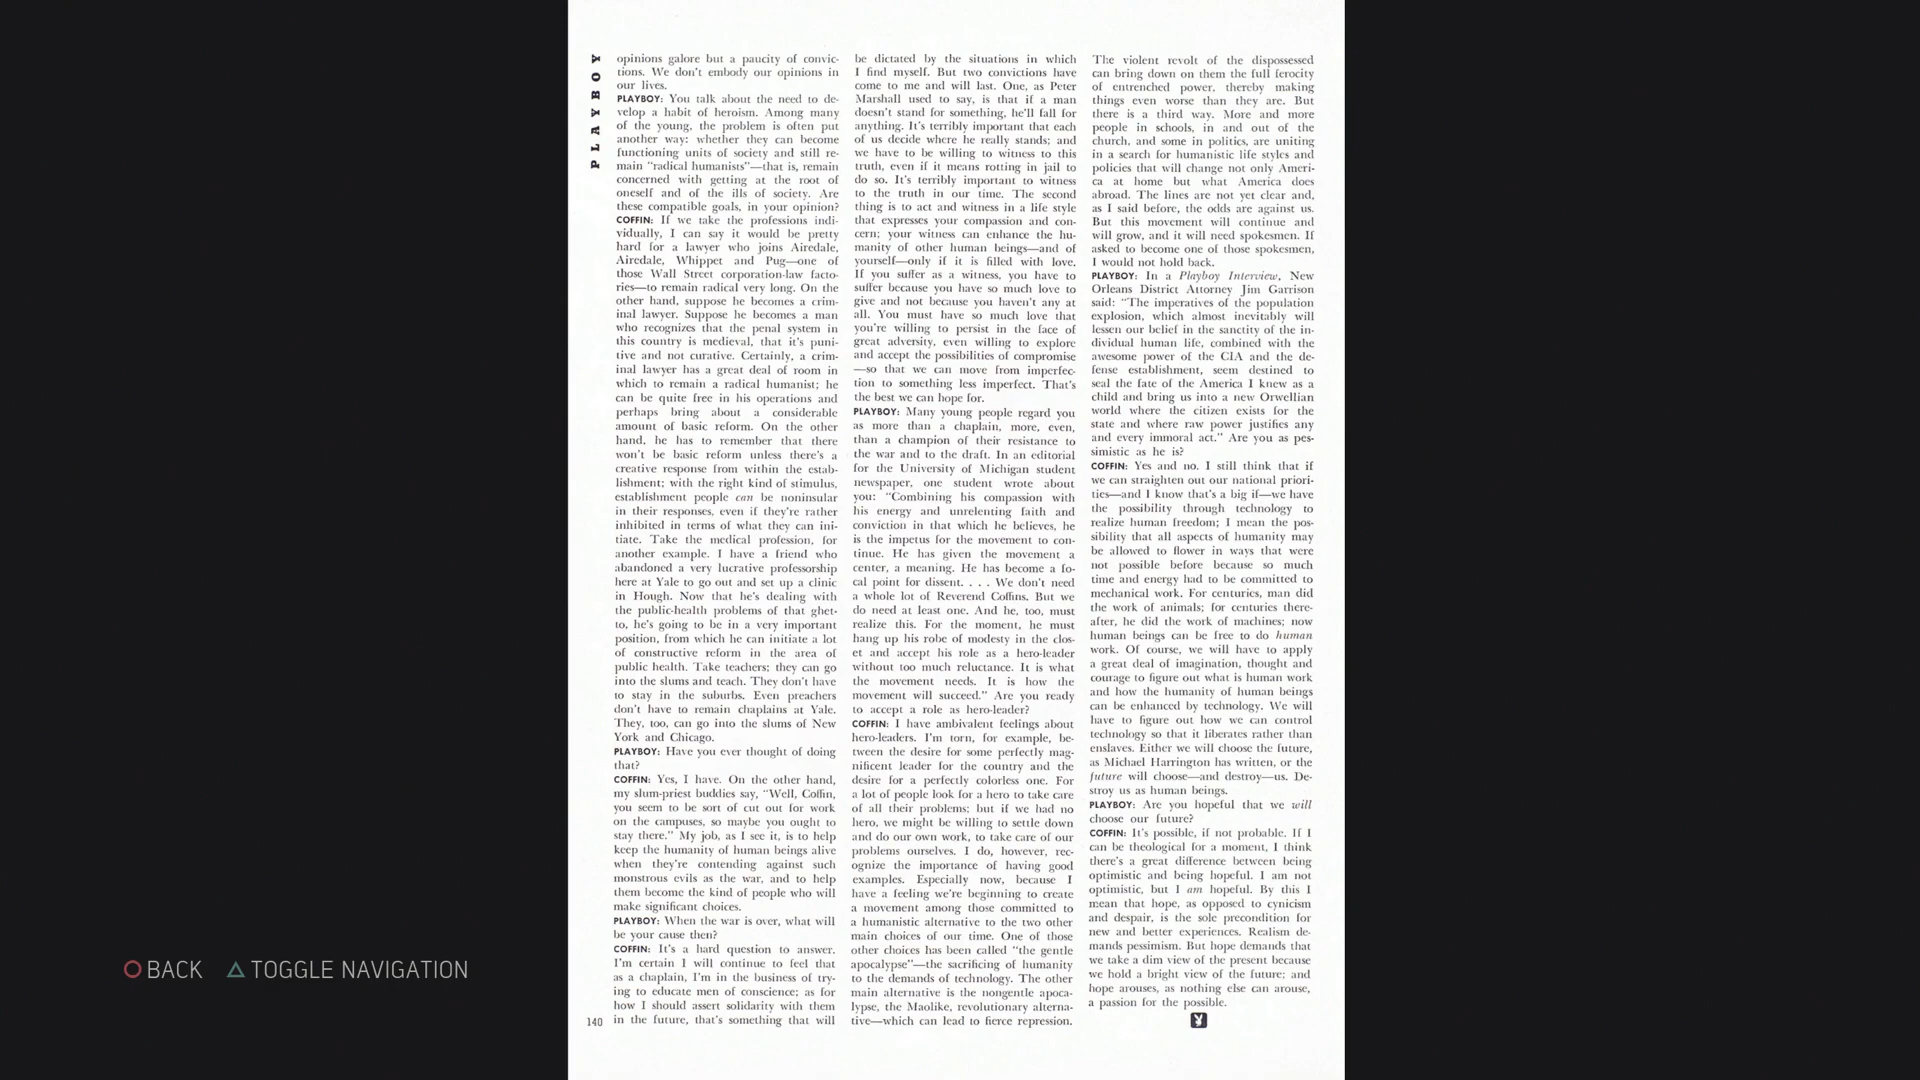 PLAYBOY
opinions galore but a paucity of convic-
tions. We don't embody our opinions in
our lives.
PLAYBOY: You talk about the need to de-
velop a habit of heroism. Among many
of the young, the problem is often put
another way: whether they can become
functioning units of society and still re-
main "radical humanists"—that is, remain
concerned with getting at the root of
oneself and of the ills of society. Are
these compatible goals, in your opinion?
COFFIN: If we take the professions indi-
vidually, I can say it would be pretty
hard for a lawyer who joins Airedale,
Airedale, Whippet and Pug—one of
those Wall Street corporation-law facto-
ries—to remain radical very long. On the
other hand, suppose he becomes a crim-
inal lawyer. Suppose he becomes a man
who recognizes that the penal system in
this country is medieval, that it's puni-
tive and not curative. Certainly, a crim-
inal lawyer has a great deal of room in
which to remain a radical humanist; he
can be quite free in his operations and
perhaps bring about a considerable
amount of basic reform. On the other
hand, he has to remember that there
won't be basic reform unless there's a
creative response from within the estab-
lishment; with the right kind of stimulus,
establishment people can be noninsular
in their responses, even if they're rather
inhibited in terms of what they can ini-
tiate. Take the medical profession, for
another example. I have a friend who
abandoned a very lucrative professorship
here at Yale to go out and set up a clinic
in Hough. Now that he's dealing with
the public-health problems of that ghet-
to, he's going to be in a very important
position, from which he can initiate a lot
of constructive reform in the area of
public health. Take teachers; they can go
into the slums and teach. They don't have
to stay in the suburbs. Even preachers
don't have to remain chaplains at Yale.
They, too, can go into the slums of New
York and Chicago.
PLAYBOY: Have you ever thought of doing
that?
COFFIN: Yes, I have. On the other hand,
my slum-priest buddies say, "Well, Coffin,
you seem to be sort of cut out for work
on the campuses, so maybe you ought to
stay there." My job, as I see it, is to help
keep the humanity of human beings alive
when they're contending against such
monstrous evils as the war, and to help
them become the kind of people who will
make significant choices.
PLAYBOY: When the war is over, what will
be your cause then?
COFFIN: It's a hard question to answer.
I'm certain I will continue to feel that
as a chaplain, I'm in the business of try-
ing to educate men of conscience; as for
how I should assert solidarity with them
in the future, that's something that will
140
be dictated by the situations in which
I find myself. But two convictions have
come to me and will last. One, as Peter
Marshall used to say, is that if a man
doesn't stand for something, he'll fall for
anything. It's terribly important that each
of us decide where he really stands; and
we have to be willing to witness to this
truth, even if it means rotting in jail to
do so. It's terribly important to witness
to the truth in our time. The second
thing is to act and witness in a life style
that expresses your compassion and con-
cern; your witness can enhance the hu-
manity of other human beings—and of
yourself—only if it is filled with love.
If you suffer as a witness, you have to
suffer because you have so much love to
give and not because you haven't any at
all. You must have so much love that
you're willing to persist in the face of
great adversity, even willing to explore
and accept the possibilities of compromise
—so that we can move from imperfec-
tion to something less imperfect. That's
the best we can hope for.
PLAYBOY: Many young people regard you
as more than a chaplain, more, even,
than a champion of their resistance to
the war and to the draft. In an editorial
for the University of Michigan student
newspaper, one student wrote about
you: "Combining his compassion with
his energy and unrelenting faith and
conviction in that which he believes, he
is the impetus for the movement to con-
tinue. He has given the movement a
center, a meaning. He has become a fo-
cal point for dissent. . . . We don't need
a whole lot of Reverend Coffins. But we
do need at least one. And he, too, must
realize this. For the moment, he must
hang up his robe of modesty in the clos-
et and accept his role as a hero-leader
without too much reluctance. It is what
the movement needs. It is how the
movement will succeed." Are you ready
to accept a role as hero-leader?
COFFIN: I have ambivalent feelings about
hero-leaders. I'm torn, for example, be-
tween the desire for some perfectly mag-
nificent leader for the country and the
desire for a perfectly colorless one. For
a lot of people look for a hero to take care
of all their problems; but if we had no
hero, we might be willing to settle down
and do our own work, to take care of our
problems ourselves. I do, however, rec-
ognize the importance of having good
examples. Especially now, because I
have a feeling we're beginning to create
a movement among those committed to
a humanistic alternative to the two other
main choices of our time. One of those
other choices has been called "the gentle
apocalypse"—the sacrificing of humanity
to the demands of technology. The other
main alternative is the nongentle apoca-
lypse, the Maolike, revolutionary alterna-
tive—which can lead to fierce repression.
The violent revolt of the dispossessed
can bring down on them the full ferocity
of entrenched power, thereby making
things even worse than they are. But
there is a third way. More and more
people in schools, in and out of the
church, and some in politics, are uniting
in a search for humanistic life styles and
policies that will change not only Ameri-
ca at home but what America does
abroad. The lines are not yet clear and,
as I said before, the odds are against us.
But this movement will continue and
will grow, and it will need spokesmen. If
asked to become one of those spokesmen,
I would not hold back.
PLAYBOY: In a Playboy Interview, New
Orleans District Attorney Jim Garrison
said: "The imperatives of the population
explosion, which almost inevitably will
lessen our belief in the sanctity of the in-
dividual human life, combined with the
awesome power of the CIA and the de-
fense establishment, seem destined to
seal the fate of the America I knew as a
child and bring us into a new Orwellian
world where the citizen exists for the
state and where raw power justifies any
and every immoral act." Are you as pes-
simistic as he is?
COFFIN: Yes and no. I still think that if
we can straighten out our national priori-
ties—and I know that's a big if—we have
the possibility through technology to
realize human freedom; I mean the pos-
sibility that all aspects of humanity may
be allowed to flower in ways that were
not possible before because so much
time and energy had to be committed to
mechanical work. For centuries, man did
the work of animals; for centuries there-
after, he did the work of machines; now
human beings can be free to do human
work. Of course, we will have to apply
a great deal of imagination, thought and
courage to figure out what is human work
and how the humanity of human beings
can be enhanced by technology. We will
have to figure out how we can control
technology so that it liberates rather than
enslaves. Either we will choose the future,
as Michael Harrington has written, or the
future will choose—and destroy—us. De-
stroy us as human beings.
PLAYBOY: Are you hopeful that we will
choose our future?
COFFIN: It's possible, if not probable. If I
can be theological for a moment, I think
there's a great difference between being
optimistic and being hopeful. I am not
optimistic, but I am hopeful. By this I
mean that hope, as opposed to cynicism
and despair, is the sole precondition for
new and better experiences. Realism de-
mands pessimism. But hope demands that
we take a dim view of the present because
we hold a bright view of the future; and
hope arouses, as nothing else can arouse,
a passion for the possible.
BACK
TOGGLE NAVIGATION